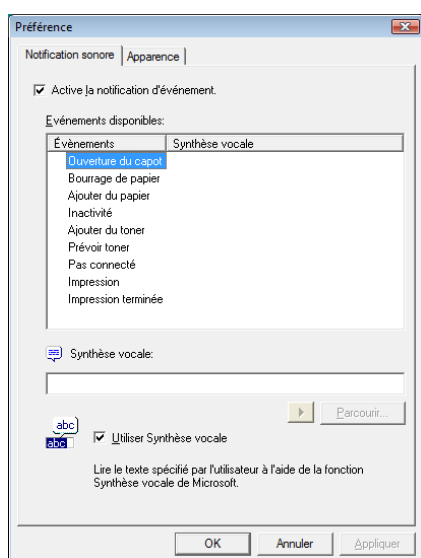 Préférence
Notification sonore Apparence
Active la notification d'événement.
Evénements disponibles:
Évènements Synthèse vocale
Ouverture du capot
Bourrage de papier
Ajouter du papier
Inactivité
Ajouter du toner
Prévoir toner
Pas connecté
Impression
Impression terminée
Synthèse vocale:
Parcourir...
abc
abc
Utiliser Synthèse vocale
Lire le texte spécifié par l'utilisateur à l'aide de la fonction
Synthèse vocale de Microsoft.
OK Annuler Appliquer